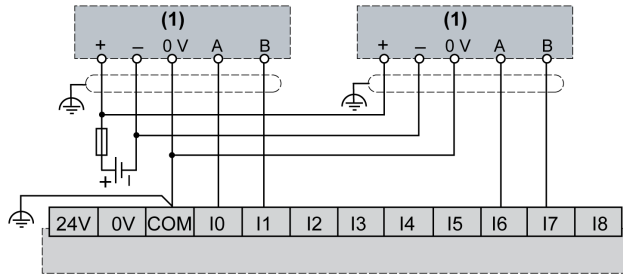 (1) (1)
+ – 0 V A B + – 0 V A B
+
24V 0V COM I0 I1 I2 I3 I4 I5 I6 I7 I8